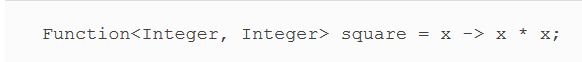 Function<Integer, Integer> square = x -> x * x;